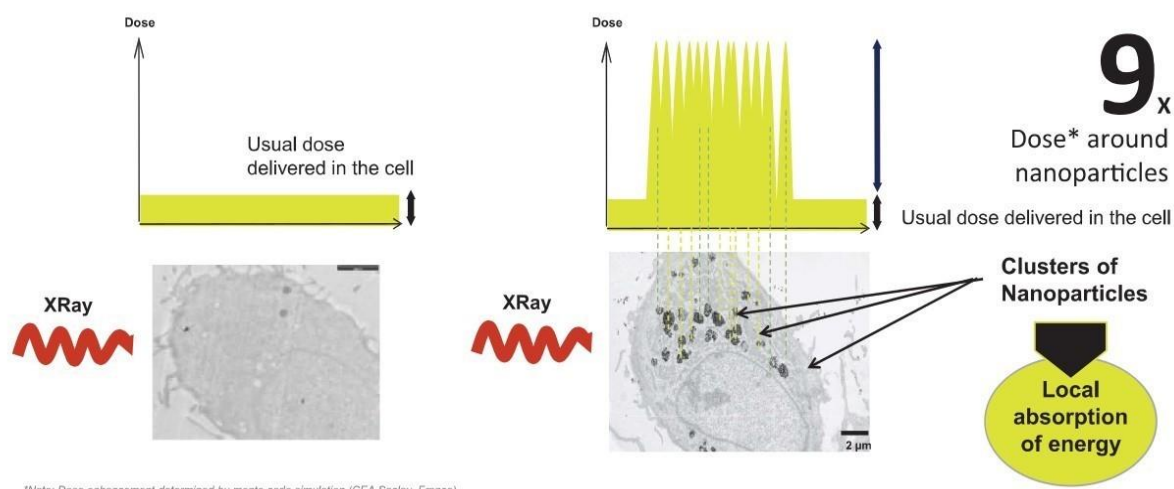 Dose
Usual dose
delivered in the cell
XRay
Dose
9x
Dose* around
nanoparticles
Usual dose delivered in the cell
XRay
Clusters of
Nanoparticles
Local
absorption
of energy
2 µm
*Note: Dose enhancement determined by monte carlo simulation (CEA Saclay, France)